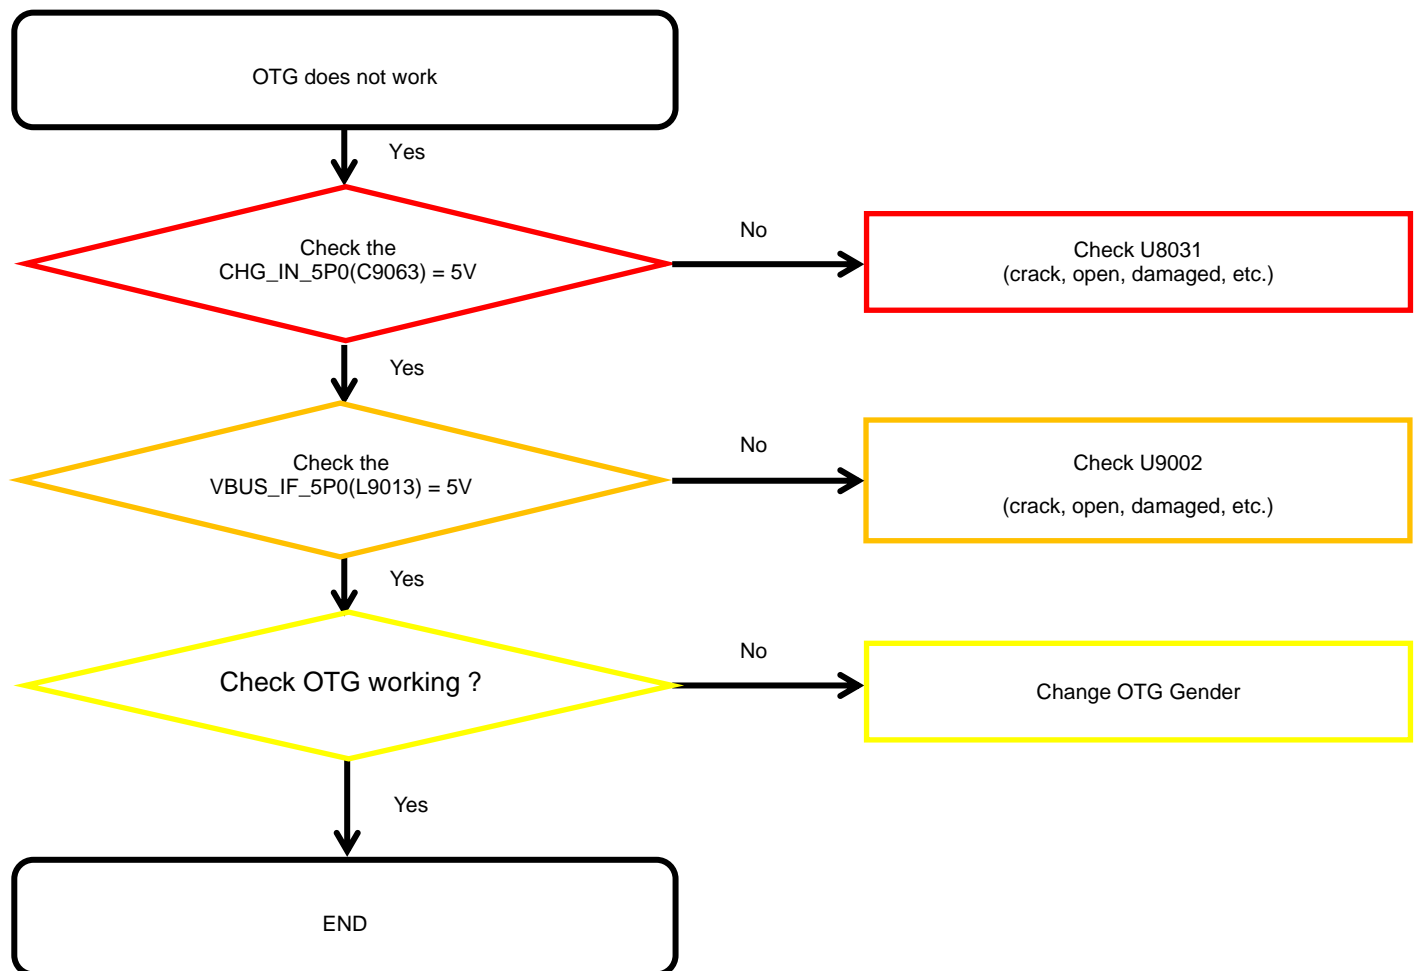 OTG does not work
Yes
Check the
CHG_IN_5P0(C9063) = 5V
No
Check U8031
(crack, open, damaged, etc.)
Yes
Check the
VBUS_IF_5P0(L9013) = 5V
No
Check U9002
(crack, open, damaged, etc.)
Yes
Check OTG working ?
No
Change OTG Gender
Yes
END